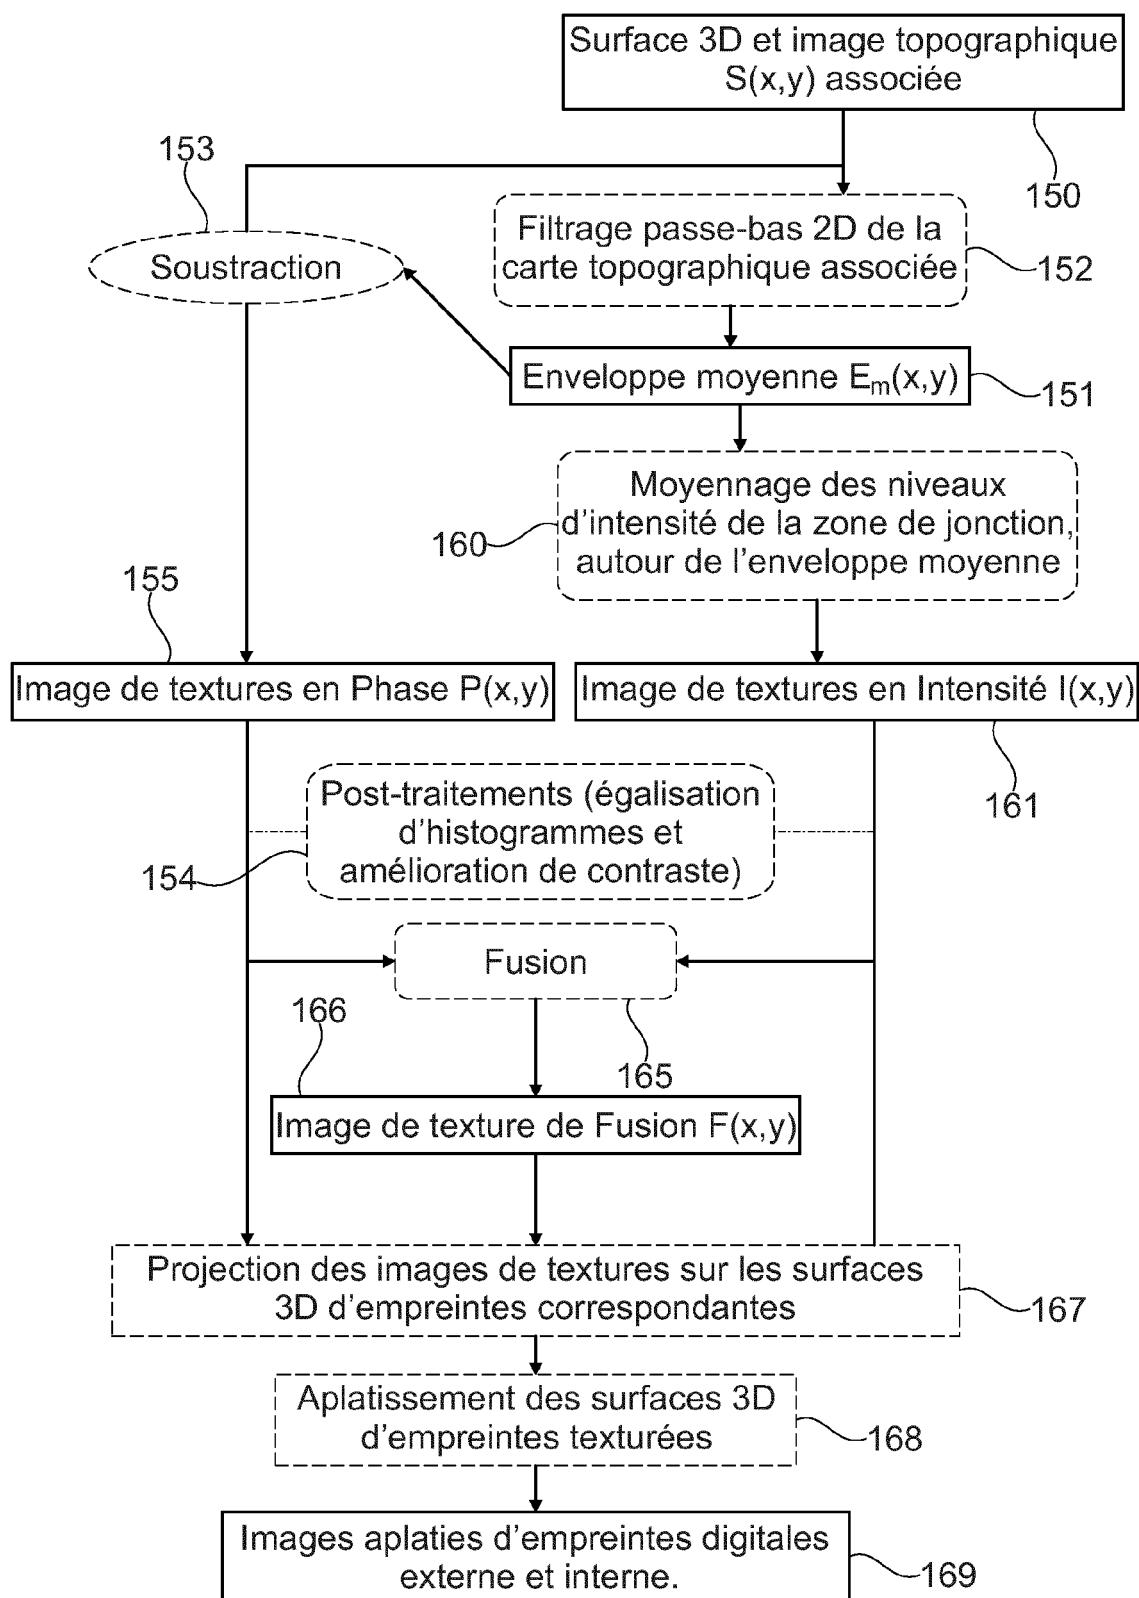 Surface 3D et image topographique
S(x,y) associée
150
153
Soustraction
Filtrage passe-bas 2D de la
carte topographique associée
152
Enveloppe moyenne Em(x,y)
151
Moyennage des niveaux
d'intensité de la zone de jonction,
autour de l'enveloppe moyenne
160
155
Image de textures en Phase P(x,y)
Image de textures en Intensité I(x,y)
161
Post-traitements (égalisation
d'histogrammes et
amélioration de contraste)
154
Fusion
165
166
Image de texture de Fusion F(x,y)
Projection des images de textures sur les surfaces
3D d'empreintes correspondantes
167
Aplatissement des surfaces 3D
d'empreintes texturées
168
Images aplaties d'empreintes digitales
externe et interne.
169